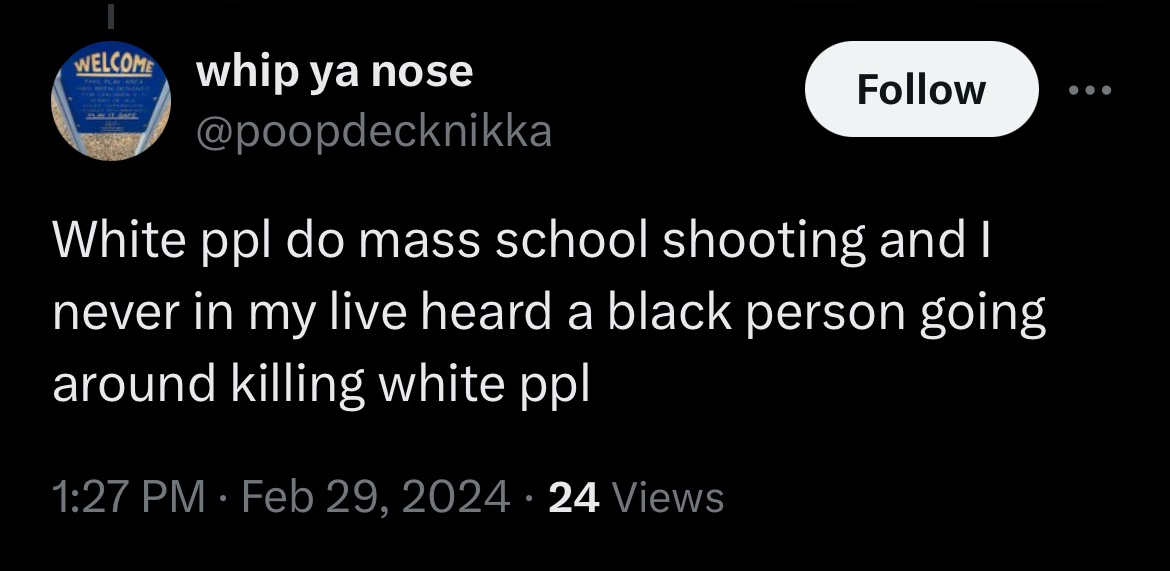 WELCOME
whip ya nose
@poopdecknikka
Follow
White ppl do mass school shooting and I
never in my live heard a black person going
around killing white ppl
1:27 PM · Feb 29, 2024 · 24 Views